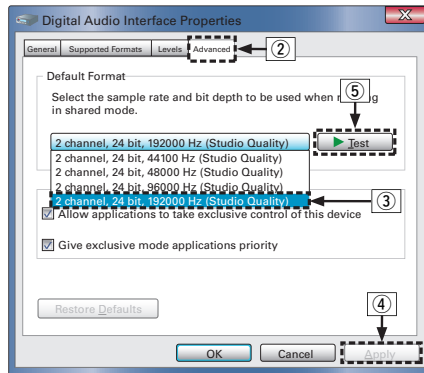 Digital Audio Interface Properties
General Supported Formats Levels Advanced ②
Default Format
⑤
Select the sample rate and bit depth to be used when r g
in shared mode.
2 channel, 24 bit, 192000 Hz (Studio Quality) Test
2 channel, 24 bit, 44100 Hz (Studio Quality)
2 channel, 24 bit, 48000 Hz (Studio Quality)
2 channel, 24 bit, 96000 Hz (Studio Quality)
2 channel, 24 bit, 192000 Hz (Studio Quality) ③
Allow applications to take exclusive control of this device
Give exclusive mode applications priority
Restore Defaults
④
OK Cancel Apply